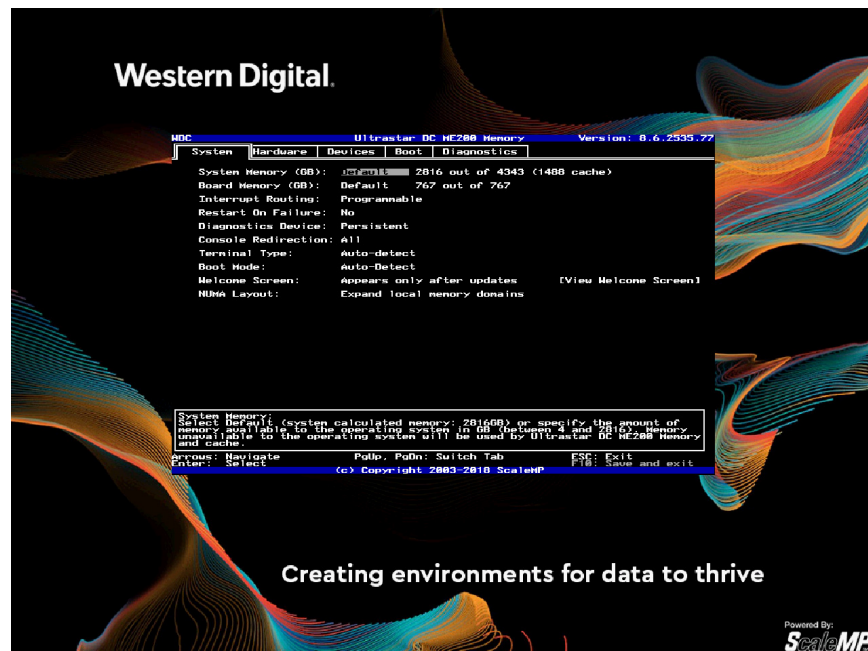 Western Digital.
WDC Ultrastar DC ME200 Memory Version: 8.6.2535.77
System Hardware Devices Boot Diagnostics
System Memory (GB): Default 2816 out of 4343 (1488 cache)
Board Memory (GB): Default 767 out of 767
Interrupt Routing: Programmable
Restart On Failure: No
Diagnostics Device: Persistent
Console Redirection: All
Terminal Type: Auto-detect
Boot Mode: Auto-Detect
Welcome Screen: Appears only after updates [View Welcome Screen]
NUMA Layout: Expand local memory domains
System Memory:
Select Default (system calculated memory: 2816GB) or specify the amount of
memory available to the operating system in GB (between 4 and 2816). Memory
unavailable to the operating system will be used by Ultrastar DC ME200 Memory
and cache.
Arrows: Navigate PgUp, PgDn: Switch Tab ESC: Exit
Enter: Select F10: Save and exit
(c) Copyright 2003-2018 ScaleMP
Creating environments for data to thrive
Powered By:
ScaleMP